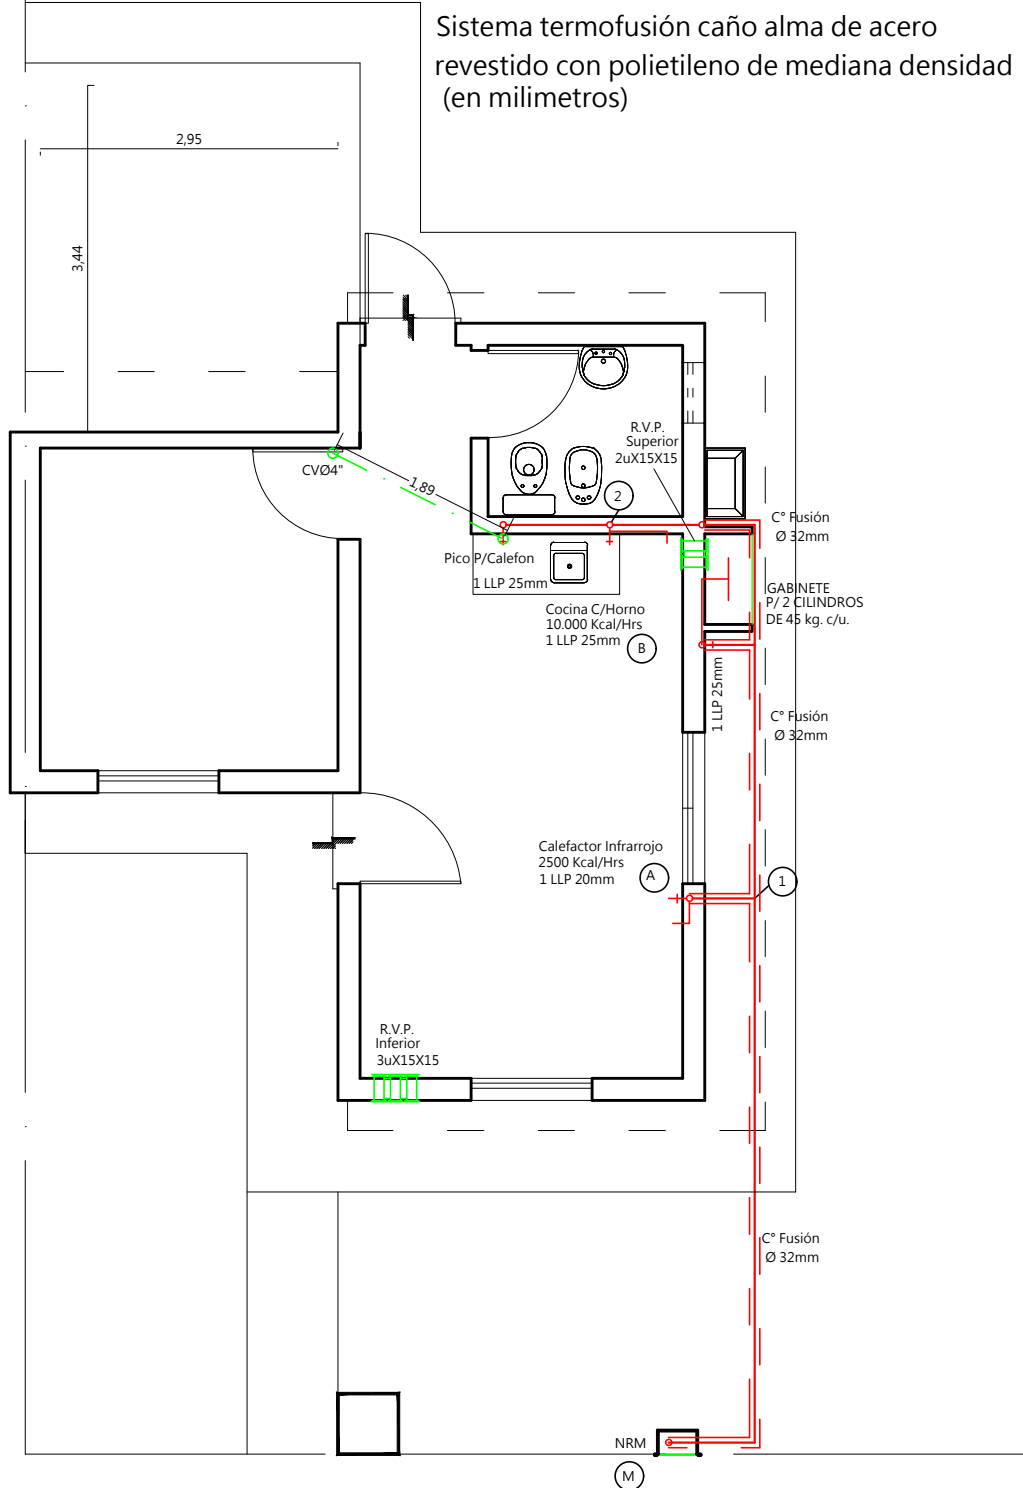 Sistema termofusión caño alma de acero
revestido con polietileno de mediana densidad
(en milimetros)
2,95
3,44
R.V.P.
Superior
2uX15X15
CVØ4"
1,89
2
C° Fusión
Ø 32mm
Pico P/Calefon
1 LLP 25mm
GABINETE
P/ 2 CILINDROS
DE 45 kg. c/u.
Cocina C/Horno
10.000 Kcal/Hrs
1 LLP 25mm
B
1 LLP 25mm
C° Fusión
Ø 32mm
Calefactor Infrarrojo
2500 Kcal/Hrs
1 LLP 20mm
A
1
R.V.P.
Inferior
3uX15X15
C° Fusión
Ø 32mm
NRM
M